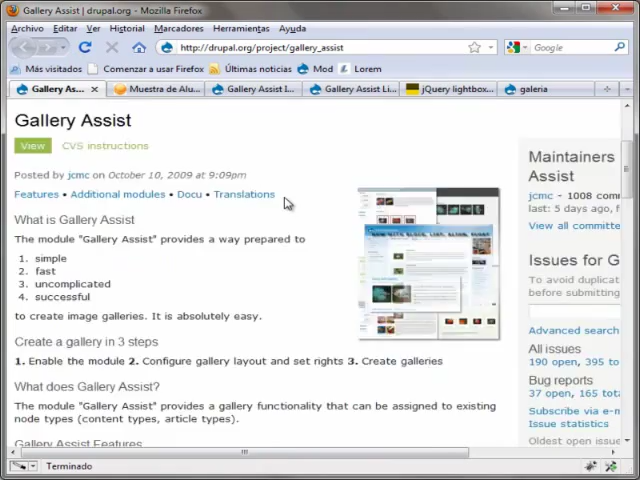 Gallery Assist | drupal.org - Mozilla Firefox
Archivo Editar Ver Historial Marcadores Herramientas Ayuda
http://drupal.org/project/gallery_assist
Google
Más visitados Comenzar a usar Firefox Últimas noticias Mod Lorem
Gallery As... Muestra de Alu... Gallery Assist I... Gallery Assist Li... jQuery lightbox... galeria
Gallery Assist
View CVS instructions
Posted by jcmc on October 10, 2009 at 9:09pm
Features • Additional modules • Docu • Translations
What is Gallery Assist
The module "Gallery Assist" provides a way prepared to
1. simple
2. fast
3. uncomplicated
4. successful
to create image galleries. It is absolutely easy.
Create a gallery in 3 steps
1. Enable the module 2. Configure gallery layout and set rights 3. Create galleries
What does Gallery Assist?
The module "Gallery Assist" provides a gallery functionality that can be assigned to existing
node types (content types, article types).
Gallery Assist Features
Maintainers
Assist
jcmc - 1008 comm
last: 5 days ago, f
View all committe
Issues for G
To avoid duplicat
before submitting
Advanced search
All issues
190 open, 395 to
Bug reports
37 open, 165 tota
Subscribe via e-m
Issue statistics
Oldest open issue
Terminado